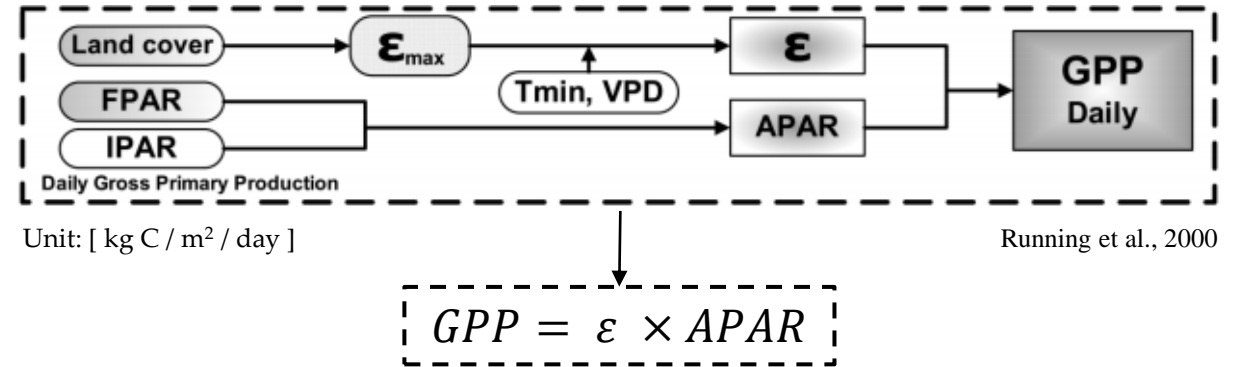 Land cover
εmax
Tmin, VPD
ε
FPAR
IPAR
APAR
GPP
Daily
Daily Gross Primary Production
Unit: [ kg C / m² / day ]
Running et al., 2000
GPP = ε × APAR